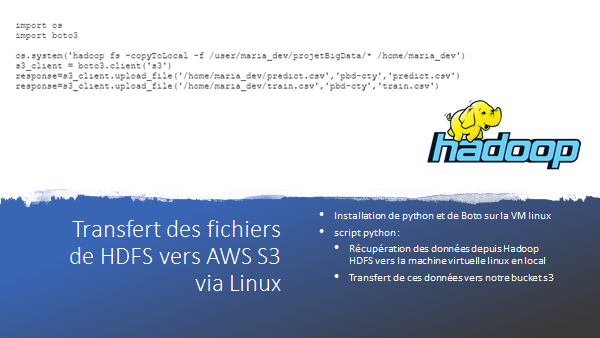 import os
import boto3
os.system('hadoop fs -copyToLocal -f /user/maria_dev/projetBigData/* /home/maria_dev')
s3_client = boto3.client('s3')
response=s3_client.upload_file('/home/maria_dev/predict.csv','pbd-cty','predict.csv')
response=s3_client.upload_file('/home/maria_dev/train.csv','pbd-cty','train.csv')
hadoop
Transfert des fichiers
de HDFS vers AWS S3
via Linux
• Installation de python et de Boto sur la VM linux
• script python :
• Récupération des données depuis Hadoop
HDFS vers la machine virtuelle linux en local
• Transfert de ces données vers notre bucket s3